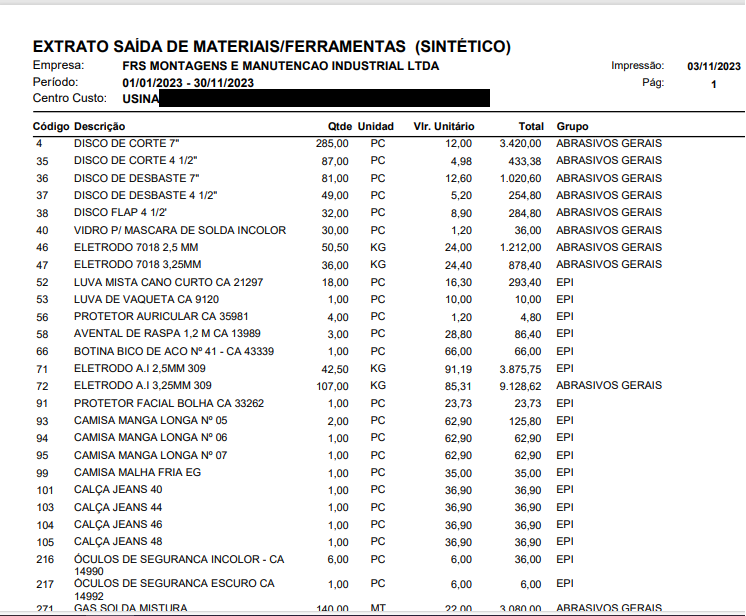 EXTRATO SAÍDA DE MATERIAIS/FERRAMENTAS (SINTÉTICO)
Empresa: FRS MONTAGENS E MANUTENCAO INDUSTRIAL LTDA Impressão: 03/11/2023
Período: 01/01/2023 - 30/11/2023 Pág: 1
Centro Custo: USINA
Código Descrição Qtde Unidad Vlr. Unitário Total Grupo
4 DISCO DE CORTE 7" 285,00 PC 12,00 3.420,00 ABRASIVOS GERAIS
35 DISCO DE CORTE 4 1/2" 87,00 PC 4,98 433,38 ABRASIVOS GERAIS
36 DISCO DE DESBASTE 7" 81,00 PC 12,60 1.020,60 ABRASIVOS GERAIS
37 DISCO DE DESBASTE 4 1/2" 49,00 PC 5,20 254,80 ABRASIVOS GERAIS
38 DISCO FLAP 4 1/2' 32,00 PC 8,90 284,80 ABRASIVOS GERAIS
40 VIDRO P/ MASCARA DE SOLDA INCOLOR 30,00 PC 1,20 36,00 ABRASIVOS GERAIS
46 ELETRODO 7018 2,5 MM 50,50 KG 24,00 1.212,00 ABRASIVOS GERAIS
47 ELETRODO 7018 3,25MM 36,00 KG 24,40 878,40 ABRASIVOS GERAIS
52 LUVA MISTA CANO CURTO CA 21297 18,00 PC 16,30 293,40 EPI
53 LUVA DE VAQUETA CA 9120 1,00 PC 10,00 10,00 EPI
56 PROTETOR AURICULAR CA 35981 4,00 PC 1,20 4,80 EPI
58 AVENTAL DE RASPA 1,2 M CA 13989 3,00 PC 28,80 86,40 EPI
66 BOTINA BICO DE ACO Nº 41 - CA 43339 1,00 PC 66,00 66,00 EPI
71 ELETRODO A.I 2,5MM 309 42,50 KG 91,19 3.875,75 EPI
72 ELETRODO A.I 3,25MM 309 107,00 KG 85,31 9.128,62 ABRASIVOS GERAIS
91 PROTETOR FACIAL BOLHA CA 33262 1,00 PC 23,73 23,73 EPI
93 CAMISA MANGA LONGA Nº 05 2,00 PC 62,90 125,80 EPI
94 CAMISA MANGA LONGA Nº 06 1,00 PC 62,90 62,90 EPI
95 CAMISA MANGA LONGA Nº 07 1,00 PC 62,90 62,90 EPI
99 CAMISA MALHA FRIA EG 1,00 PC 35,00 35,00 EPI
101 CALÇA JEANS 40 1,00 PC 36,90 36,90 EPI
103 CALÇA JEANS 44 1,00 PC 36,90 36,90 EPI
104 CALÇA JEANS 46 1,00 PC 36,90 36,90 EPI
105 CALÇA JEANS 48 1,00 PC 36,90 36,90 EPI
216 ÓCULOS DE SEGURANCA INCOLOR - CA 6,00 PC 6,00 36,00 EPI
14990
217 ÓCULOS DE SEGURANCA ESCURO CA 1,00 PC 6,00 6,00 EPI
14992
271 GAS SOLDA MISTURA 140,00 MT 22,00 3.080,00 ABRASIVOS GERAIS